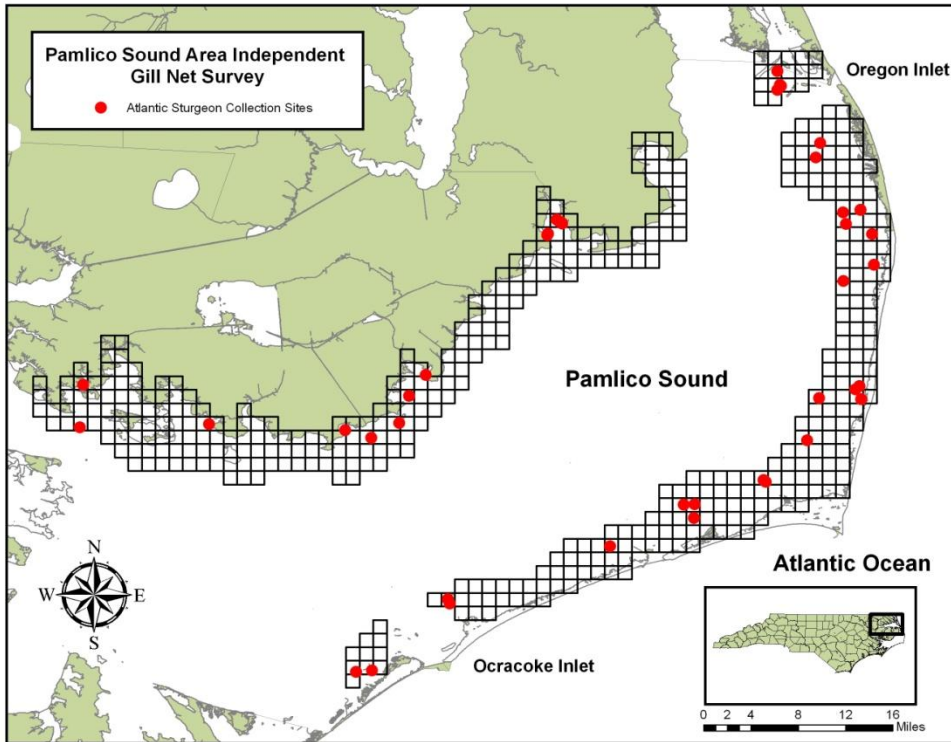 Pamlico Sound Area Independent
Gill Net Survey
Atlantic Sturgeon Collection Sites
Oregon Inlet
Pamlico Sound
N
W E
S
Atlantic Ocean
Ocracoke Inlet
0 2 4 8 12 16
Miles